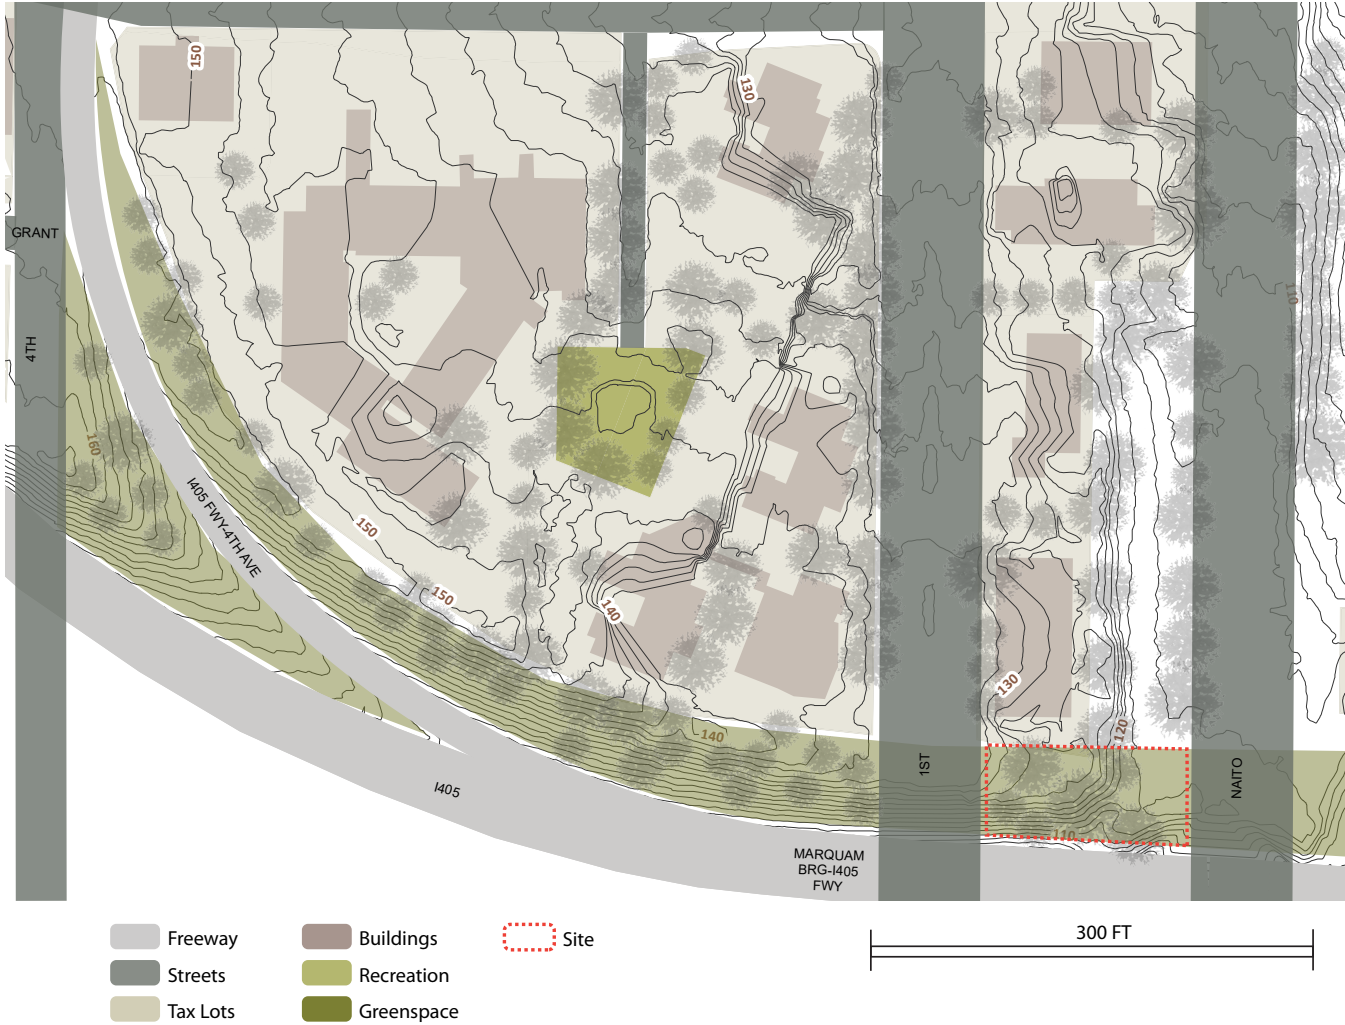 150
130
GRANT
4TH
110
160
I405 FWY-4TH AVE
150
150
140
130
140
120
1ST
NAITO
I405
110
MARQUAM
BRG-I405
FWY
Freeway
Streets
Tax Lots
Buildings
Recreation
Greenspace
Site
300 FT